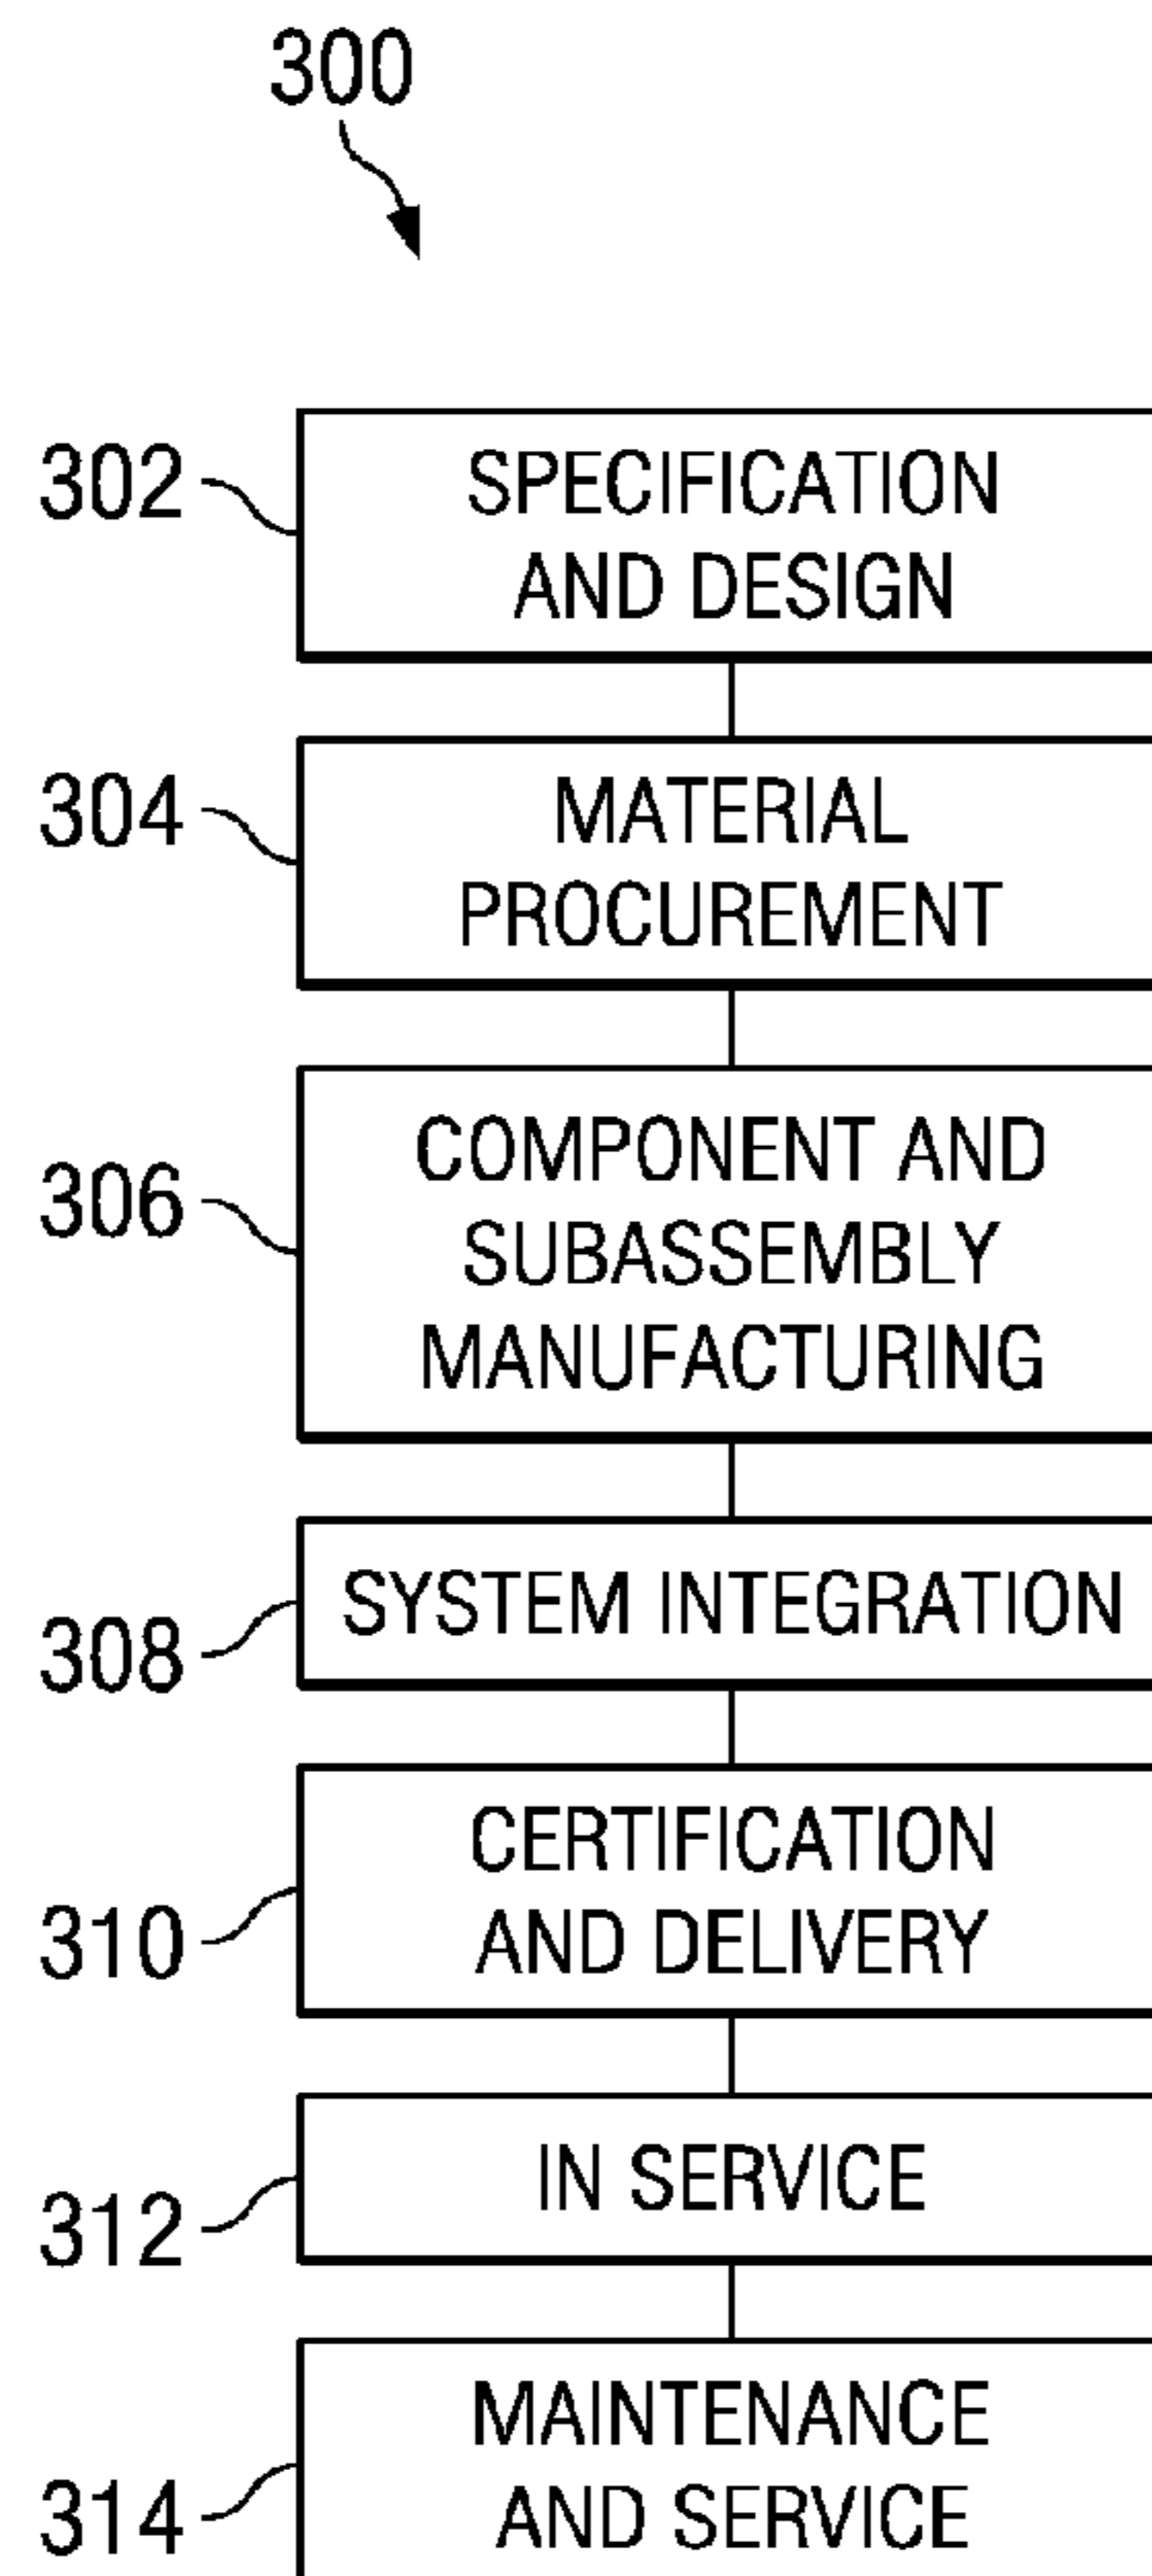 300
302
SPECIFICATION
AND DESIGN
304
MATERIAL
PROCUREMENT
306
COMPONENT AND
SUBASSEMBLY
MANUFACTURING
308
SYSTEM INTEGRATION
310
CERTIFICATION
AND DELIVERY
312
IN SERVICE
314
MAINTENANCE
AND SERVICE